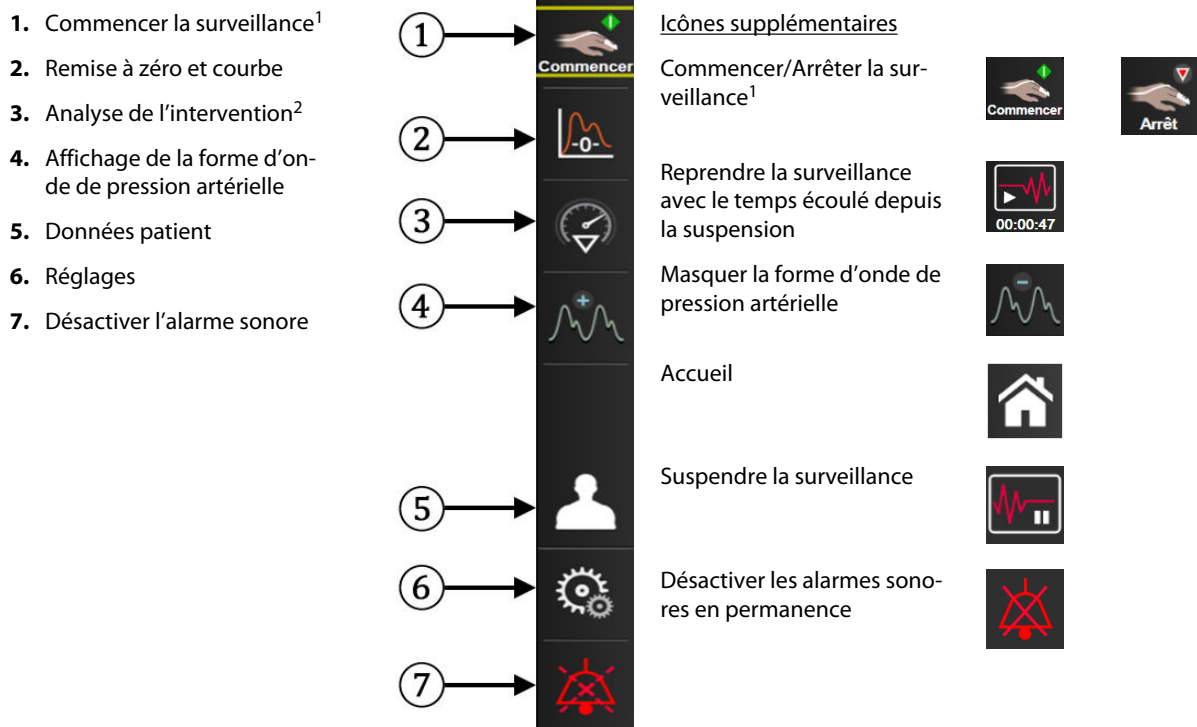 1. Commencer la surveillance1
2. Remise à zéro et courbe
3. Analyse de l'intervention2
4. Affichage de la forme d'on-
de de pression artérielle
5. Données patient
6. Réglages
7. Désactiver l'alarme sonore
1
Commencer
2
-0-
3
4
5
6
7
Icônes supplémentaires
Commencer/Arrêter la sur-
veillance1
Commencer
Arrêt
Reprendre la surveillance
avec le temps écoulé depuis
la suspension
00:00:47
Masquer la forme d'onde de
pression artérielle
Accueil
Suspendre la surveillance
Désactiver les alarmes sono-
res en permanence